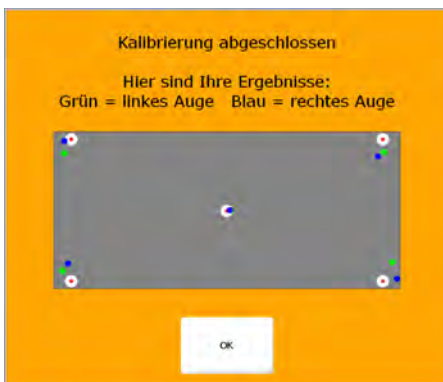 Kalibrierung abgeschlossen
Hier sind Ihre Ergebnisse:
Grün = linkes Auge Blau = rechtes Auge
OK